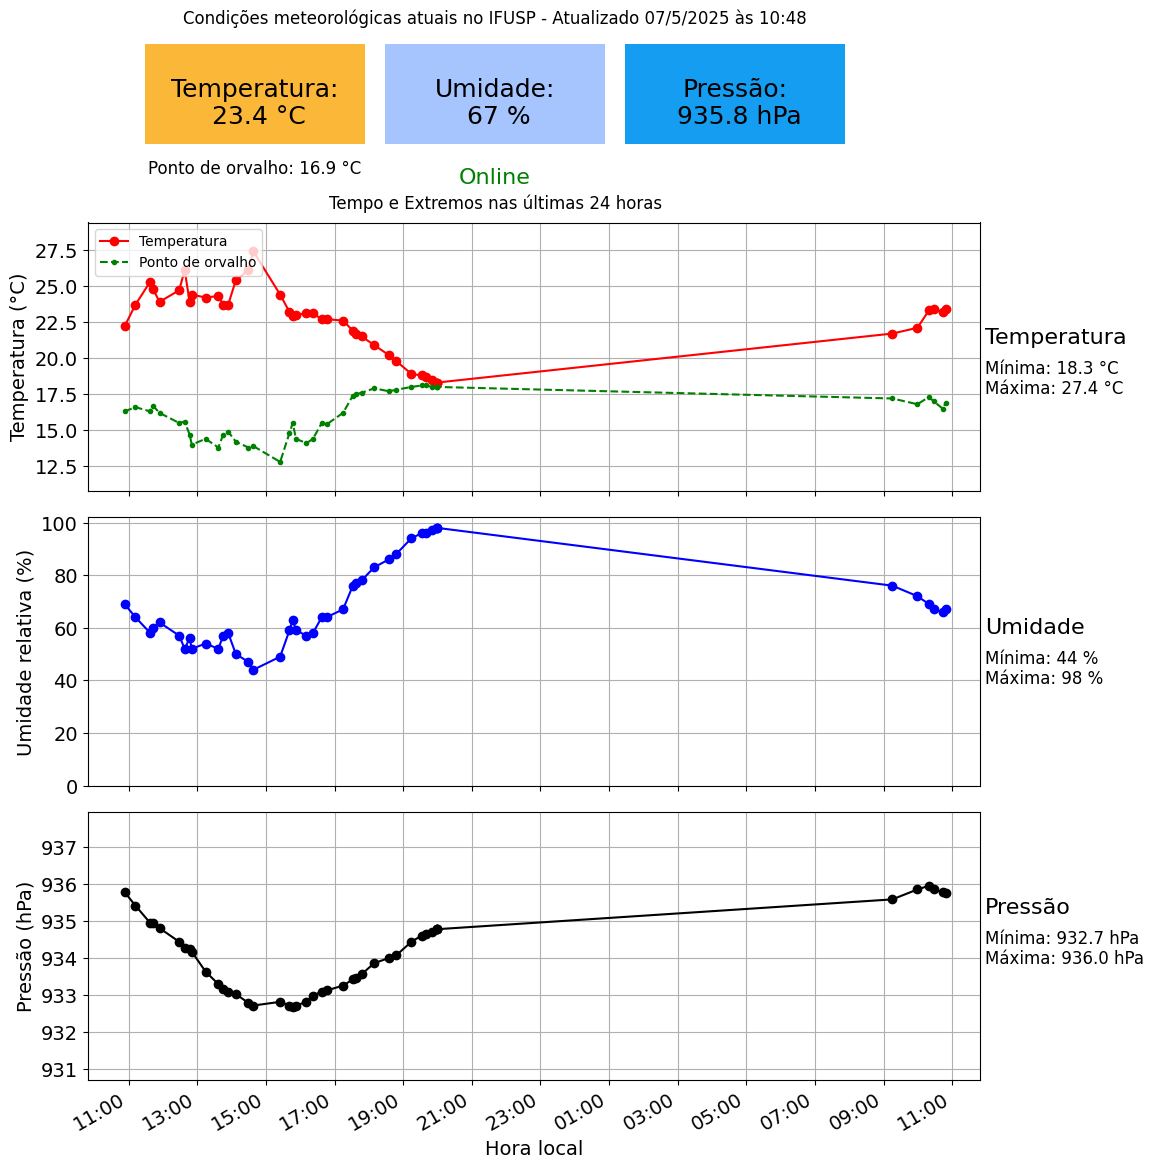 Condições meteorológicas atuais no IFUSP - Atualizado 07/5/2025 às 10:48
Temperatura:
23.4 °C
Umidade:
67 %
Pressão:
935.8 hPa
Ponto de orvalho: 16.9 °C
Online
Tempo e Extremos nas últimas 24 horas
Temperatura (°C)
27.5
25.0
22.5
20.0
17.5
15.0
12.5
Temperatura
Ponto de orvalho
Temperatura
Mínima: 18.3 °C
Máxima: 27.4 °C
Umidade relativa (%)
100
80
60
40
20
0
Umidade
Mínima: 44 %
Máxima: 98 %
Pressão (hPa)
937
936
935
934
933
932
931
Pressão
Mínima: 932.7 hPa
Máxima: 936.0 hPa
11:00 13:00 15:00 17:00 19:00 21:00 23:00 01:00 03:00 05:00 07:00 09:00 11:00
Hora local